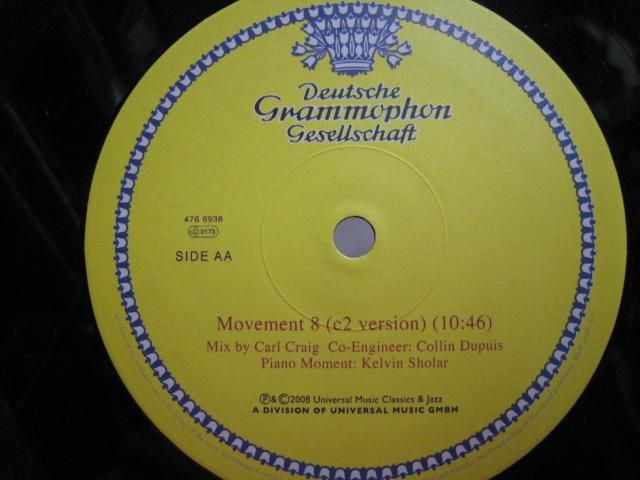 Deutsche
Grammophon
Gesellschaft
476 6938
LC 0173
SIDE AA
Movement 8 (c2 version) (10:46)
Mix by Carl Craig Co-Engineer: Collin Dupuis
Piano Moment: Kelvin Sholar
℗&©2008 Universal Music Classics & Jazz
A DIVISION OF UNIVERSAL MUSIC GMBH